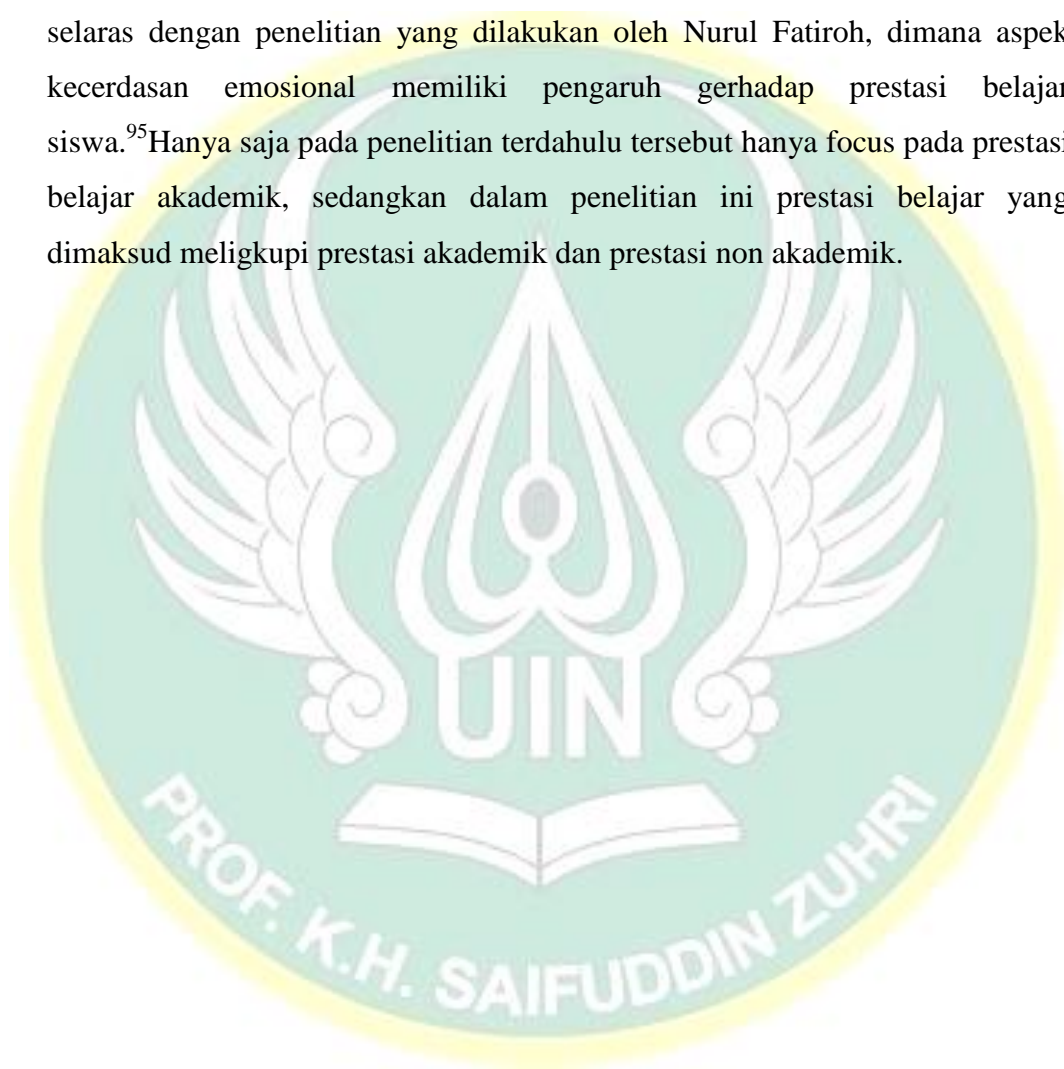 selaras dengan penelitian yang dilakukan oleh Nurul Fatiroh, dimana aspek
kecerdasan emosional memiliki pengaruh gerhadap prestasi belajar
siswa.⁹⁵Hanya saja pada penelitian terdahulu tersebut hanya focus pada prestasi
belajar akademik, sedangkan dalam penelitian ini prestasi belajar yang
dimaksud meligkupi prestasi akademik dan prestasi non akademik.
UIN
PROF. K.H. SAIFUDDIN ZUHRI